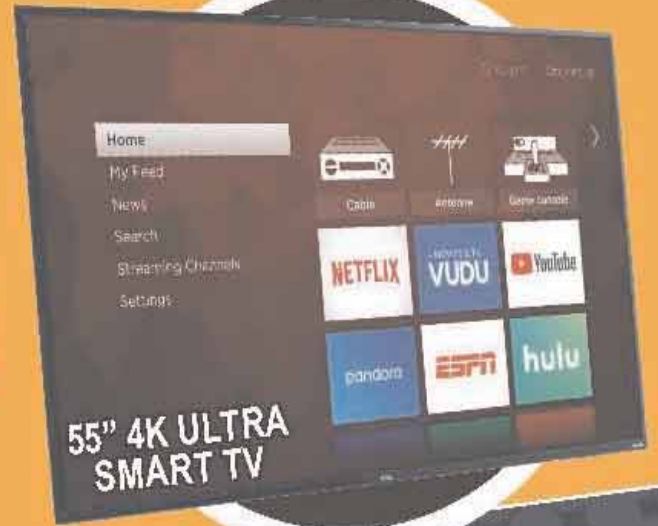 Home
My Feed
News
Search
Streaming Channels
Settings
Cable
Antenna
Game console
NETFLIX
VUDU
YouTube
pandora
ESPN
hulu
55” 4K ULTRA
SMART TV